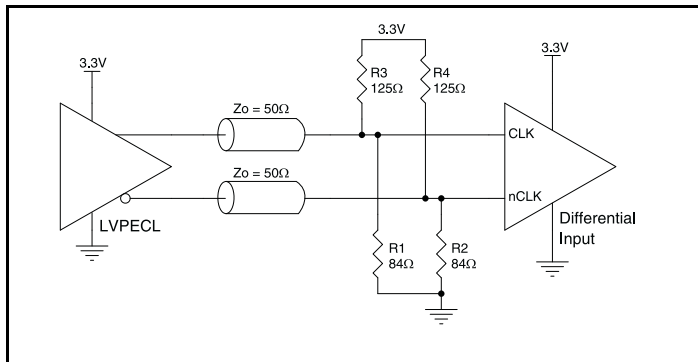 3.3V
3.3V
3.3V
R3
125Ω
R4
125Ω
Zo = 50Ω
CLK
Zo = 50Ω
nCLK
LVPECL
Differential
Input
R1
84Ω
R2
84Ω